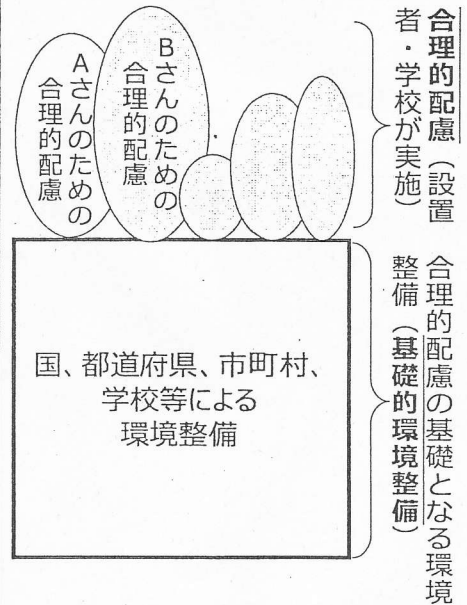 合理的配慮（設置
者・学校が実施）
Bさんのための
合理的配慮
Aさんのための
合理的配慮
合理的配慮の基礎となる環境
整備（基礎的環境整備）
国、都道府県、市町村、
学校等による
環境整備